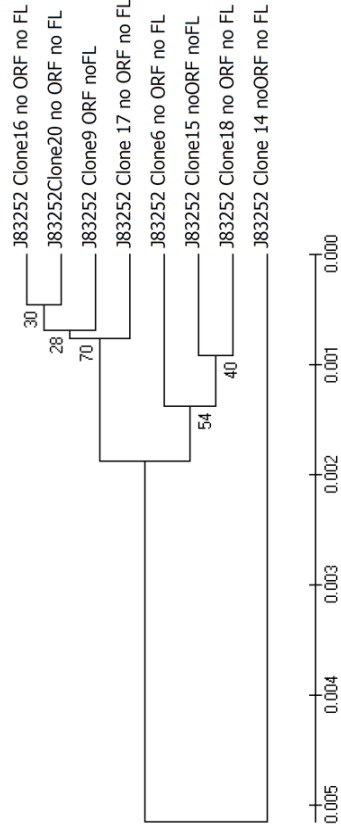 J83252 Clone16 no ORF no FL
J83252Clone20 no ORF no FL
J83252 Clone9 ORF noFL
J83252 Clone 17 no ORF no FL
J83252 Clone6 no ORF no FL
J83252 Clone15 noORF noFL
J83252 Clone18 no ORF no FL
J83252 Clone 14 noORF no FL
30
28
70
54
40
0.005
0.004
0.003
0.002
0.001
0.000